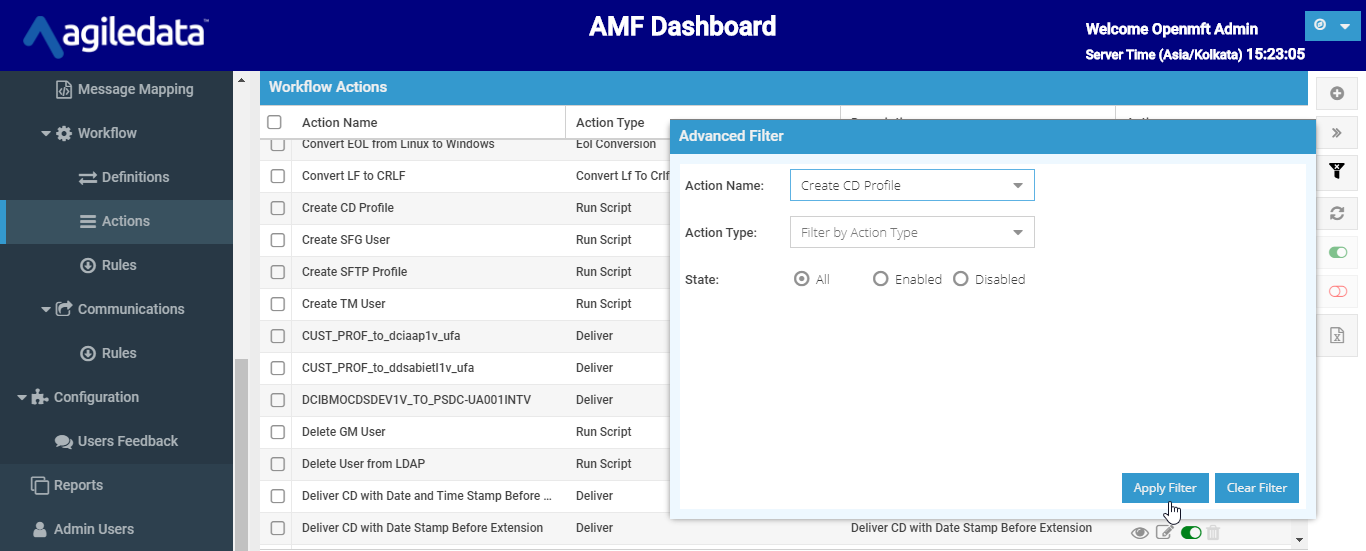 agiledata™
AMF Dashboard
Welcome Openmft Admin
Server Time (Asia/Kolkata) 15:23:05
Message Mapping
Workflow
Definitions
Actions
Rules
Communications
Rules
Configuration
Users Feedback
Reports
Admin Users
Workflow Actions
Action Name Action Type
Convert EOL from Linux to Windows Eol Conversion
Convert LF to CRLF Convert Lf To Crlf
Create CD Profile Run Script
Create SFG User Run Script
Create SFTP Profile Run Script
Create TM User Run Script
CUST_PROF_to_dciaap1v_ufa Deliver
CUST_PROF_to_ddsabietl1v_ufa Deliver
DCIBMOCDSDEV1V_TO_PSDC-UA001INTV Deliver
Delete GM User Run Script
Delete User from LDAP Run Script
Deliver CD with Date and Time Stamp Before ... Deliver
Deliver CD with Date Stamp Before Extension Deliver Deliver CD with Date Stamp Before Extension
Advanced Filter
Action Name: Create CD Profile
Action Type: Filter by Action Type
State: All Enabled Disabled
Apply Filter Clear Filter